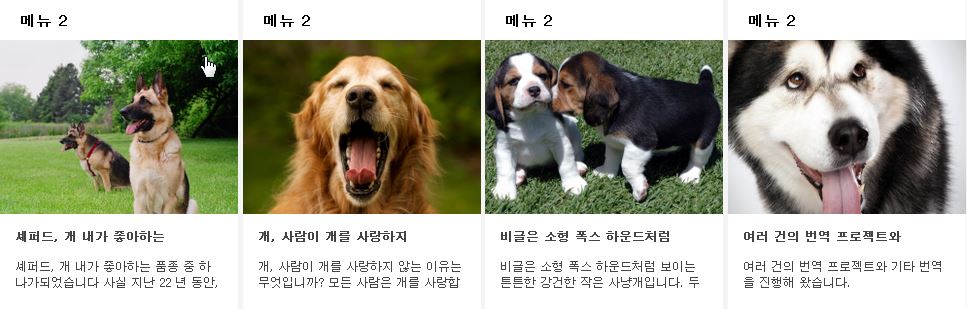 메뉴 2
셰퍼드, 개 내가 좋아하는
셰퍼드, 개 내가 좋아하는 품종 중 하
나가되었습니다 사실 지난 22 년 동안,
메뉴 2
개, 사람이 개를 사랑하지
개, 사람이 개를 사랑하지 않는 이유는
무엇입니까? 모든 사람은 개를 사랑합
메뉴 2
비글은 소형 폭스 하운드처럼
비글은 소형 폭스 하운드처럼 보이는
튼튼한 강건한 작은 사냥개입니다. 두
메뉴 2
여러 건의 번역 프로젝트와
여러 건의 번역 프로젝트와 기타 번역
을 진행해 왔습니다.